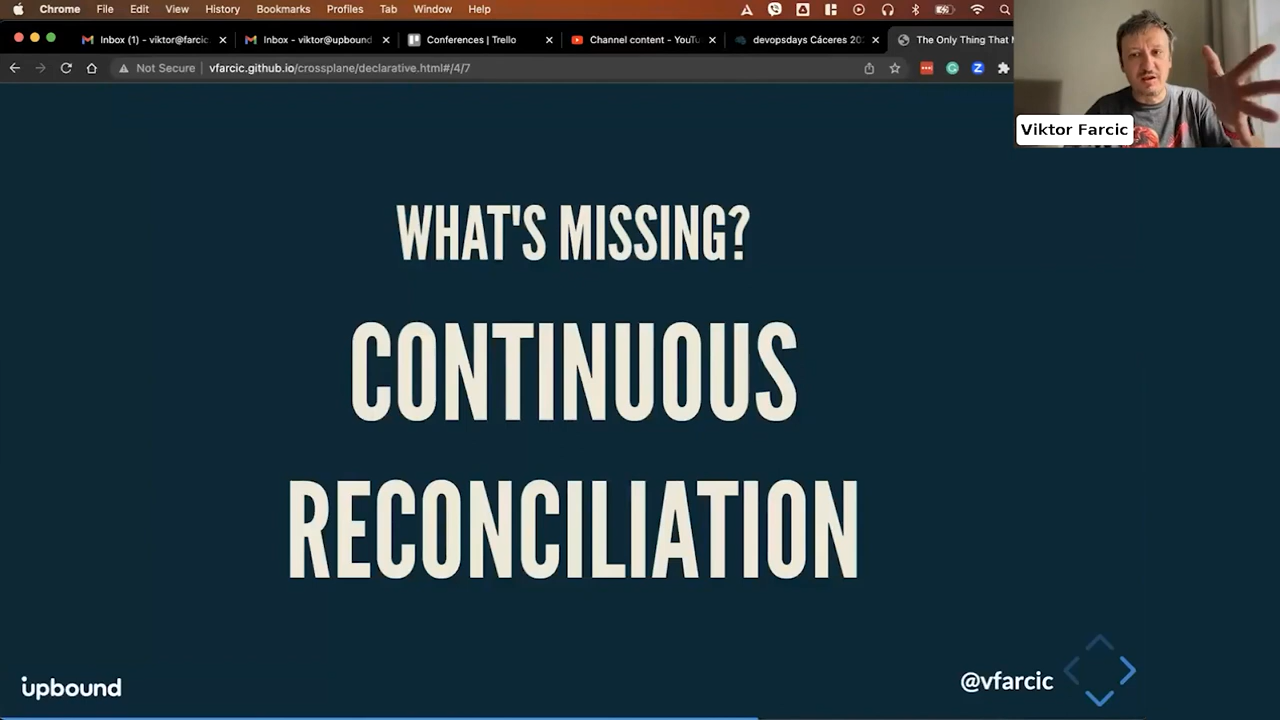 Chrome File Edit View History Bookmarks Profiles Tab Window Help
Inbox (1) - viktor@farcic. Inbox - viktor@upbound Conferences | Trello Channel content - YouTu devopsdays Cáceres 202 The Only Thing That M
Not Secure vfarcic.github.io/crossplane/declarative.html#/4/7
Viktor Farcic
WHAT'S MISSING?
CONTINUOUS
RECONCILIATION
upbound
@vfarcic